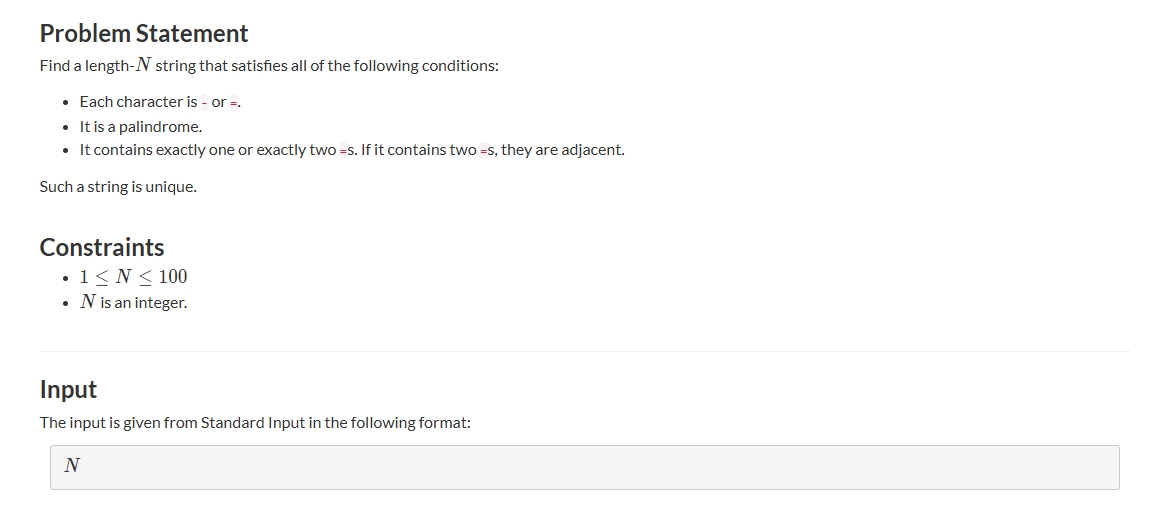 Problem Statement
Find a length-N string that satisfies all of the following conditions:
• Each character is - or =.
• It is a palindrome.
• It contains exactly one or exactly two =s. If it contains two =s, they are adjacent.
Such a string is unique.
Constraints
• 1 ≤ N ≤ 100
• N is an integer.
Input
The input is given from Standard Input in the following format:
N